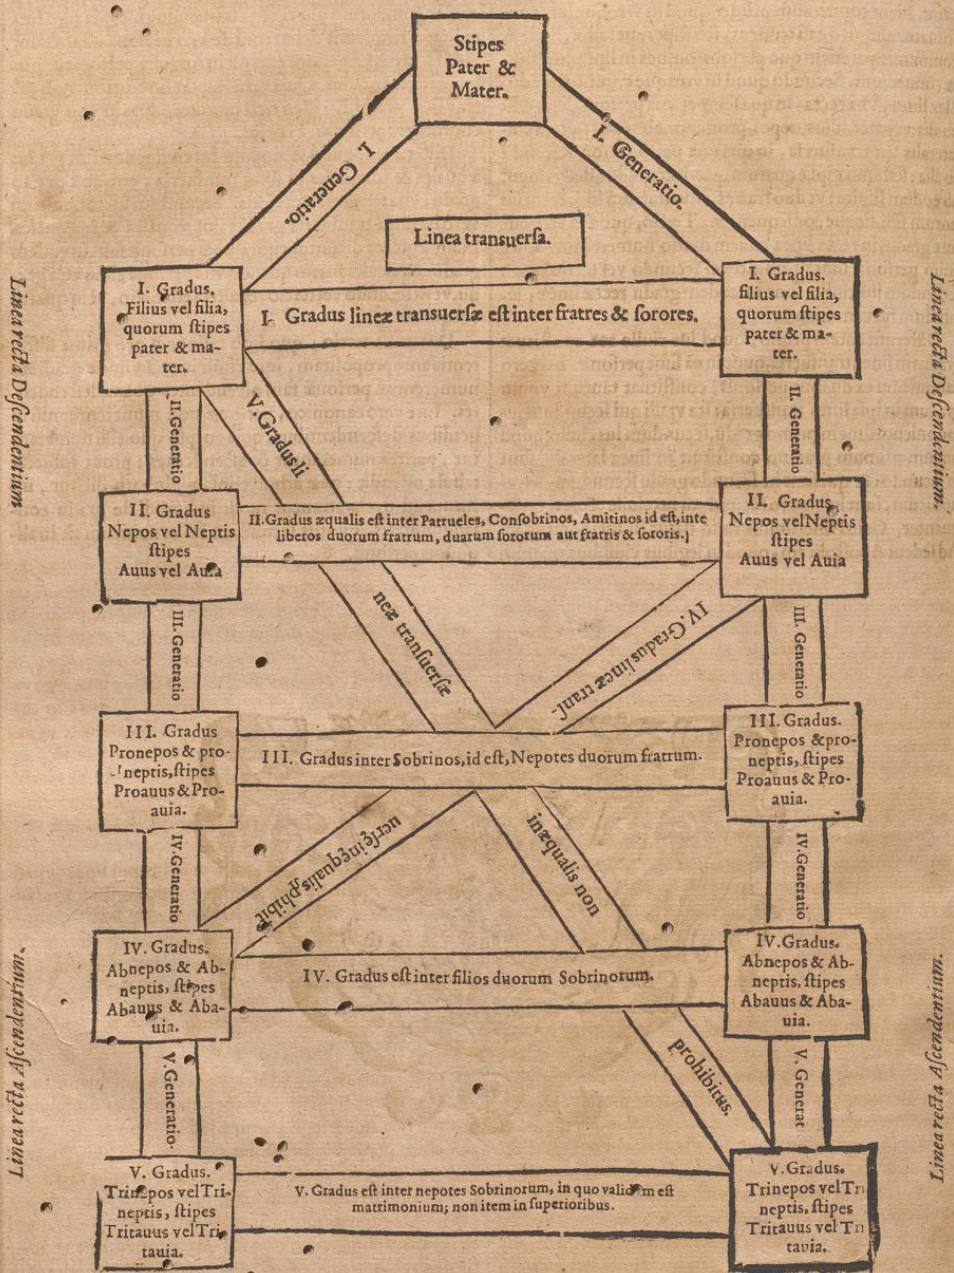 Stipes
Pater &
Mater.
I. Generatio.
I. Generatio.
Linea transuerſa.
I. Gradus.
Filius vel filia,
quorum ſtipes
pater & ma-
ter.
I. Gradus lineæ transuerſæ eſt inter fratres & ſorores.
I. Gradus.
filius vel filia,
quorum ſtipes
pater & ma-
ter.
Linea recta Deſcendentium
Linea recta Deſcendentium.
II. Generatio
V. Gradus li
II. Generatio
II. Gradus
Nepos vel Neptis
ſtipes
Auus vel Auia
II. Gradus æqualis eſt inter Patrueles, Conſobrinos, Amitinos id eſt, inte
liberos duorum fratrum, duarum ſororum aut fratris & ſororis.
II. Gradus
Nepos vel Neptis
ſtipes
Auus vel Auia
III. Generatio
neæ transuerſæ
IV. Gradus lineæ tranſ-
III. Generatio
III. Gradus
Pronepos & pro-
neptis, ſtipes
Proauus & Pro-
auia.
III. Gradus inter Sobrinos, id eſt, Nepotes duorum fratrum.
III. Gradus.
Pronepos & pro-
neptis, ſtipes
Proauus & Pro-
auia.
IV. Generatio
uerſę inęqualis
inæqualis non
IV. Generatio
IV. Gradus.
Abnepos & Ab-
neptis, ſtipes
Abauus & Aba-
uia.
IV. Gradus eſt inter filios duorum Sobrinorum.
IV. Gradus.
Abnepos & Ab-
neptis, ſtipes
Abauus & Aba-
uia.
Linea recta Aſcendentium.
Linea recta Aſcendentium.
V. Generatio.
prohibitus.
V. Generat
V. Gradus.
Trinepos vel Tri-
neptis, ſtipes
Tritauus vel Tri-
tauia.
V. Gradus eſt inter nepotes Sobrinorum, in quo validum eſt
matrimonium; non item in ſuperioribus.
V. Gradus.
Trinepos vel Tri
neptis, ſtipes
Tritauus vel Tri
tauia.